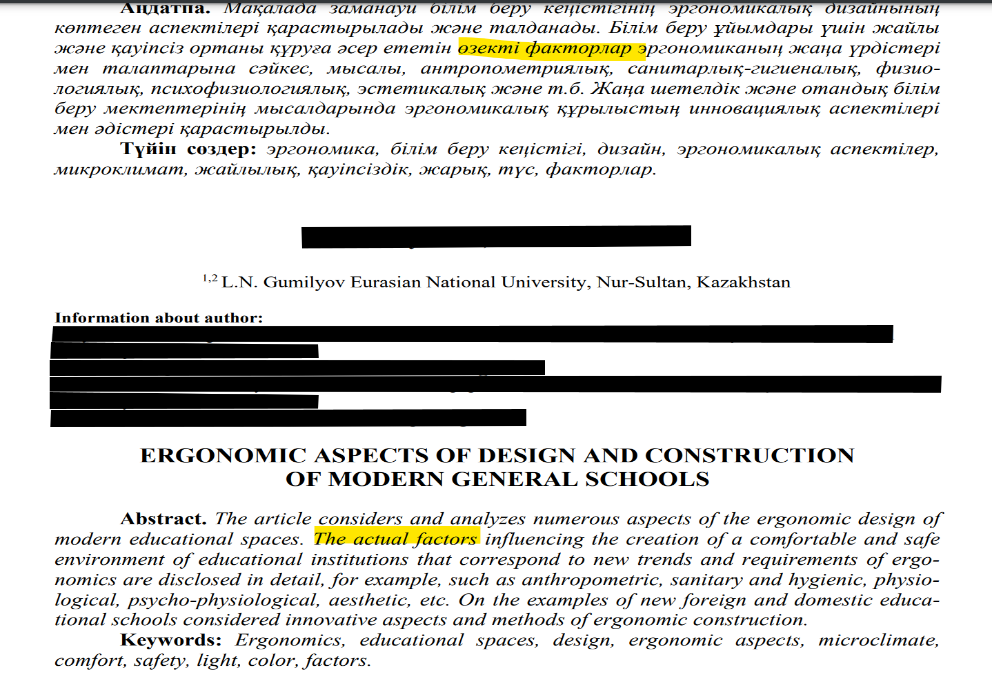 Аңдатпа. Мақалада заманауи білім беру кеңістігінің эргономикалық дизайнының
көптеген аспектілері қарастырылады және талданады. Білім беру ұйымдары үшін жайлы
және қауіпсіз ортаны құруға әсер ететін өзекті факторлар эргономиканың жаңа үрдістері
мен талаптарына сәйкес, мысалы, антропометриялық, санитарлық-гигиеналық, физио-
логиялық, психофизиологиялық, эстетикалық және т.б. Жаңа шетелдік және отандық білім
беру мектептерінің мысалдарында эргономикалық құрылыстың инновациялық аспектілері
мен әдістері қарастырылды.
Түйін создер: эргономика, білім беру кеңістігі, дизайн, эргономикалық аспектілер,
микроклимат, жайлылық, қауіпсіздік, жарық, түс, факторлар.
1,2 L.N. Gumilyov Eurasian National University, Nur-Sultan, Kazakhstan
Information about author:
ERGONOMIC ASPECTS OF DESIGN AND CONSTRUCTION
OF MODERN GENERAL SCHOOLS
Abstract. The article considers and analyzes numerous aspects of the ergonomic design of
modern educational spaces. The actual factors influencing the creation of a comfortable and safe
environment of educational institutions that correspond to new trends and requirements of ergo-
nomics are disclosed in detail, for example, such as anthropometric, sanitary and hygienic, physio-
logical, psycho-physiological, aesthetic, etc. On the examples of new foreign and domestic educa-
tional schools considered innovative aspects and methods of ergonomic construction.
Keywords: Ergonomics, educational spaces, design, ergonomic aspects, microclimate,
comfort, safety, light, color, factors.